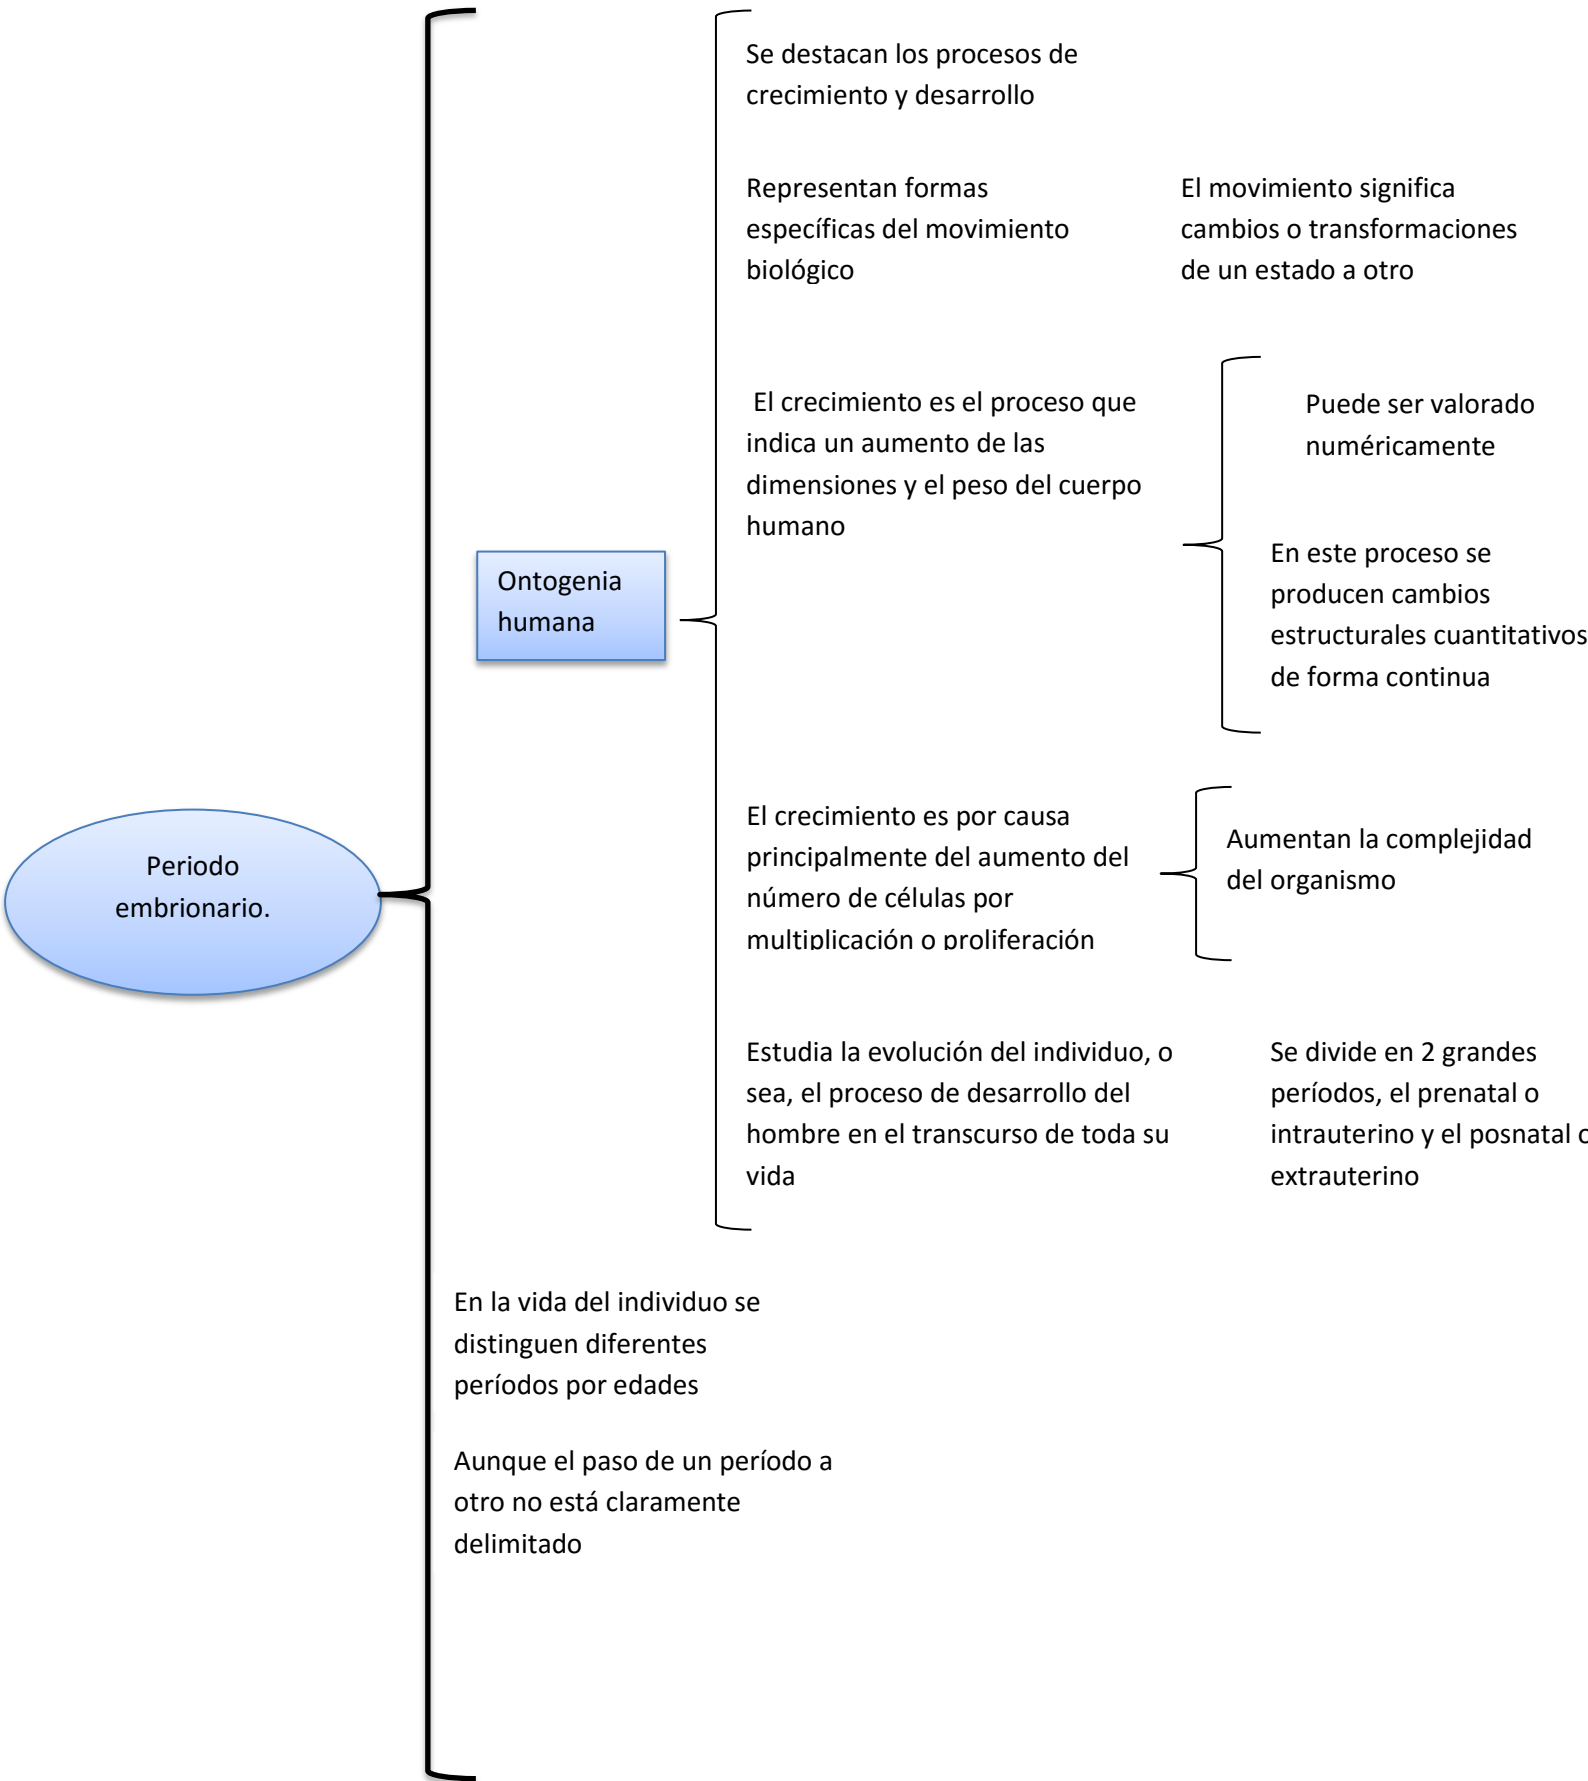 Se destacan los procesos de
crecimiento y desarrollo
Representan formas
específicas del movimiento
biológico
El movimiento significa
cambios o transformaciones
de un estado a otro
El crecimiento es el proceso que
indica un aumento de las
dimensiones y el peso del cuerpo
humano
Puede ser valorado
numéricamente
En este proceso se
producen cambios
estructurales cuantitativos
de forma continua
Ontogenia
humana
Periodo
embrionario.
El crecimiento es por causa
principalmente del aumento del
número de células por
multiplicación o proliferación
Aumentan la complejidad
del organismo
Estudia la evolución del individuo, o
sea, el proceso de desarrollo del
hombre en el transcurso de toda su
vida
Se divide en 2 grandes
períodos, el prenatal o
intrauterino y el posnatal o
extrauterino
En la vida del individuo se
distinguen diferentes
períodos por edades
Aunque el paso de un período a
otro no está claramente
delimitado